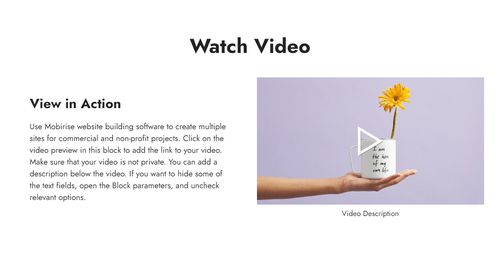 Watch Video
View in Action
Use Mobirise website building software to create multiple
sites for commercial and non-profit projects. Click on the
video preview in this block to add the link to your video.
Make sure that your video is not private. You can add a
description below the video. If you want to hide some of
the text fields, open the Block parameters, and uncheck
relevant options.
I am
the hero
of my
own life
Video Description